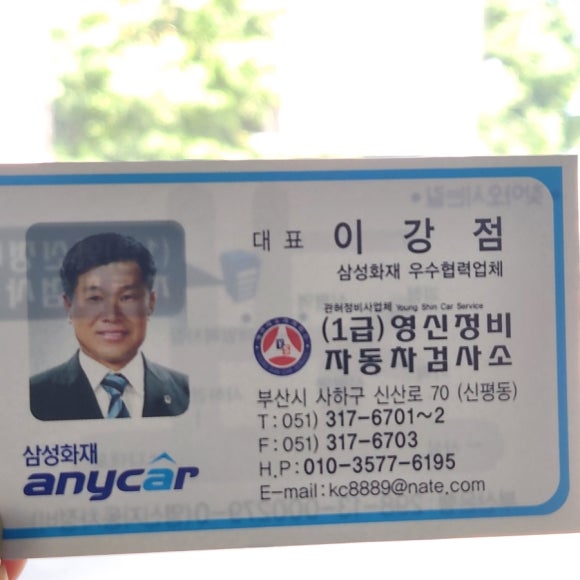 대표 이강점
삼성화재 우수협력업체
관허정비사업체 Young Shin Car Service
(1급)영신정비
자동차검사소
부산시 사하구 신산로 70 (신평동)
T:051) 317-6701~2
F:051) 317-6703
H.P:010-3577-6195
E-mail:kc8889@nate.com
삼성화재
anycar